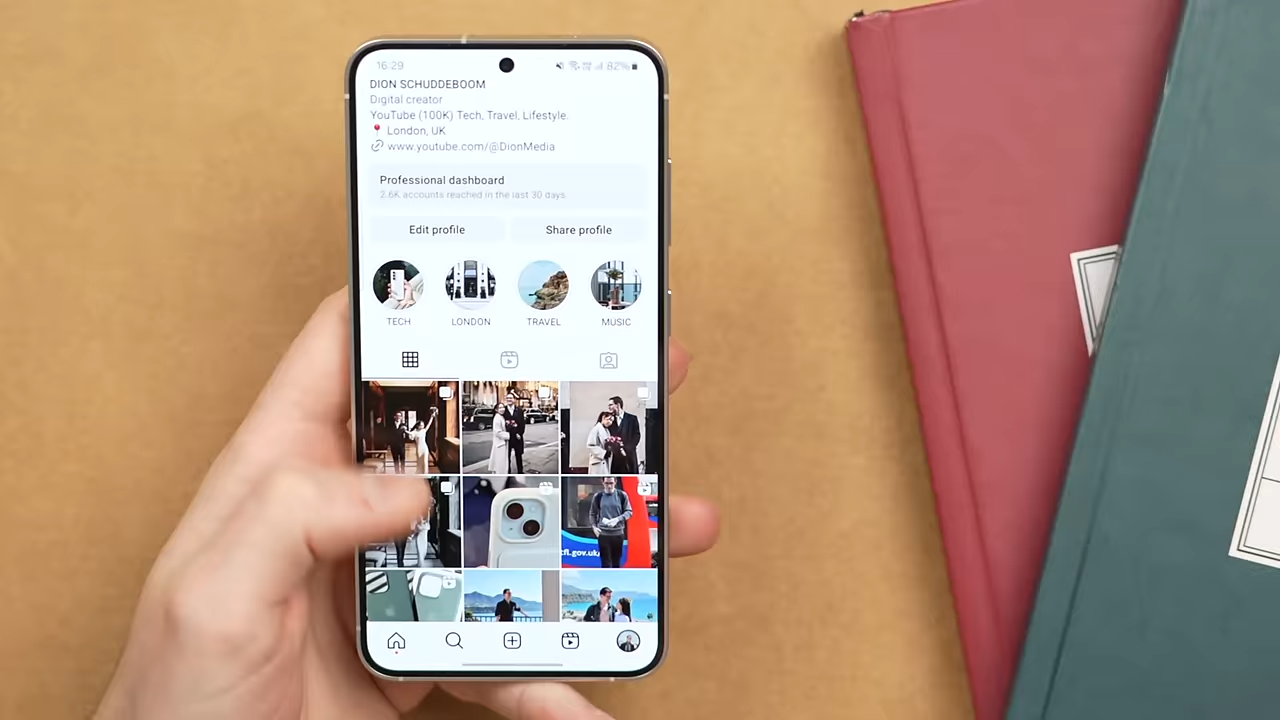 16:29
82%
DION SCHUDDEBOOM
Digital creator
YouTube (100K) Tech, Travel, Lifestyle.
📍 London, UK
www.youtube.com/@DionMedia
Professional dashboard
2.6K accounts reached in the last 30 days.
Edit profile
Share profile
TECH
LONDON
TRAVEL
MUSIC
tfl.gov.uk